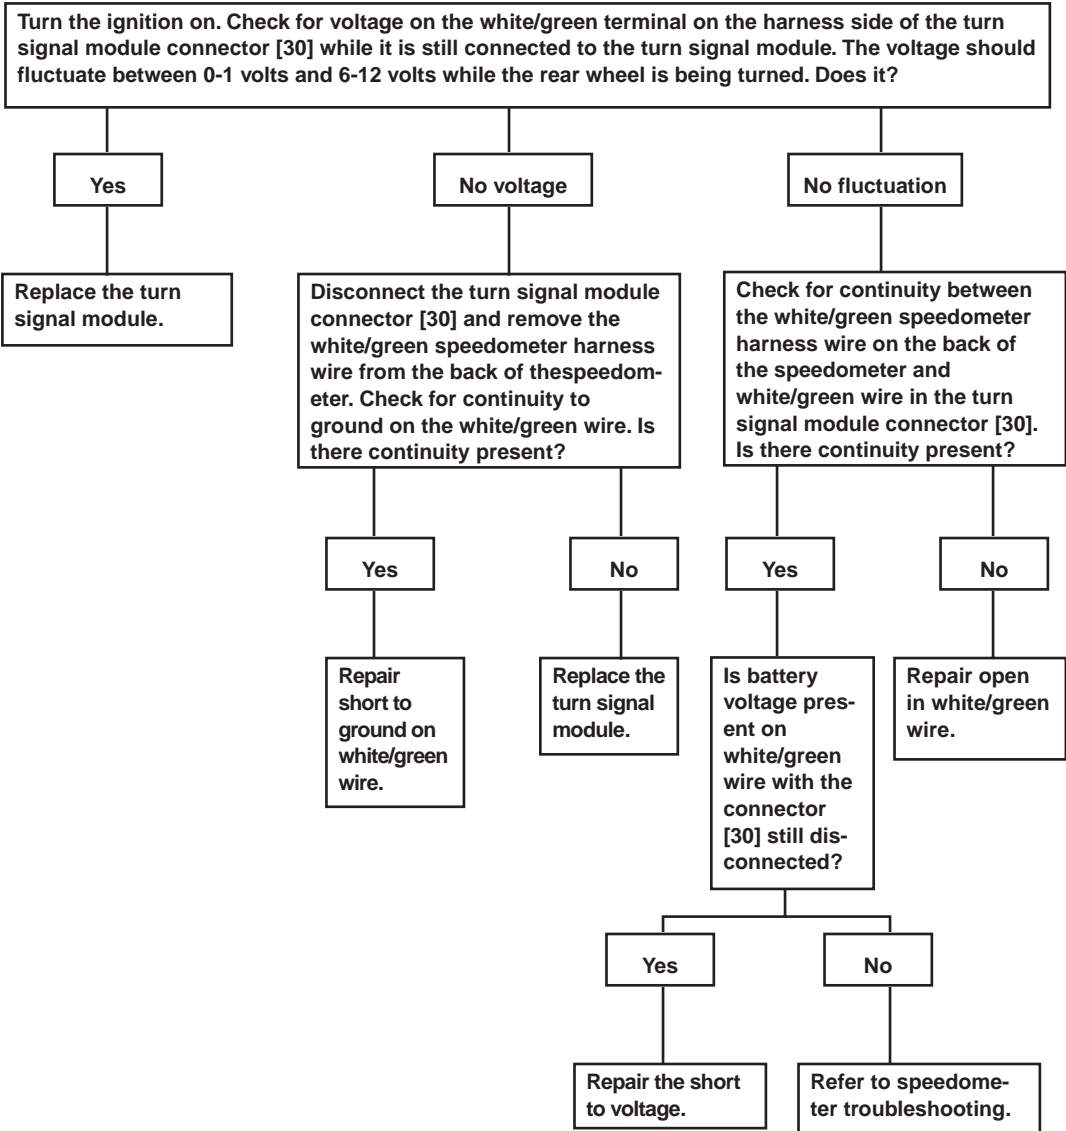 Turn the ignition on. Check for voltage on the white/green terminal on the harness side of the turn
signal module connector [30] while it is still connected to the turn signal module. The voltage should
fluctuate between 0-1 volts and 6-12 volts while the rear wheel is being turned. Does it?
Yes
No voltage
No fluctuation
Replace the turn
signal module.
Disconnect the turn signal module
connector [30] and remove the
white/green speedometer harness
wire from the back of thespeedom-
eter. Check for continuity to
ground on the white/green wire. Is
there continuity present?
Check for continuity between
the white/green speedometer
harness wire on the back of
the speedometer and
white/green wire in the turn
signal module connector [30].
Is there continuity present?
Yes
No
Yes
No
Repair
short to
ground on
white/green
wire.
Replace the
turn signal
module.
Is battery
voltage pres-
ent on
white/green
wire with the
connector
[30] still dis-
connected?
Repair open
in white/green
wire.
Yes
No
Repair the short
to voltage.
Refer to speedome-
ter troubleshooting.